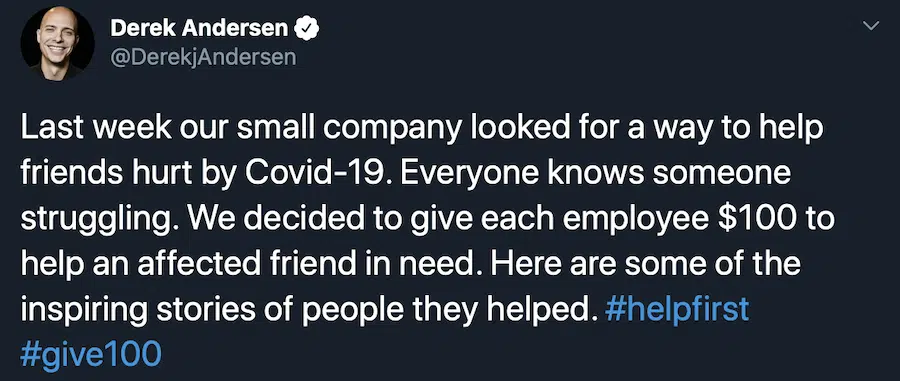 Derek Andersen
@DerekjAndersen
Last week our small company looked for a way to help
friends hurt by Covid-19. Everyone knows someone
struggling. We decided to give each employee $100 to
help an affected friend in need. Here are some of the
inspiring stories of people they helped. #helpfirst
#give100